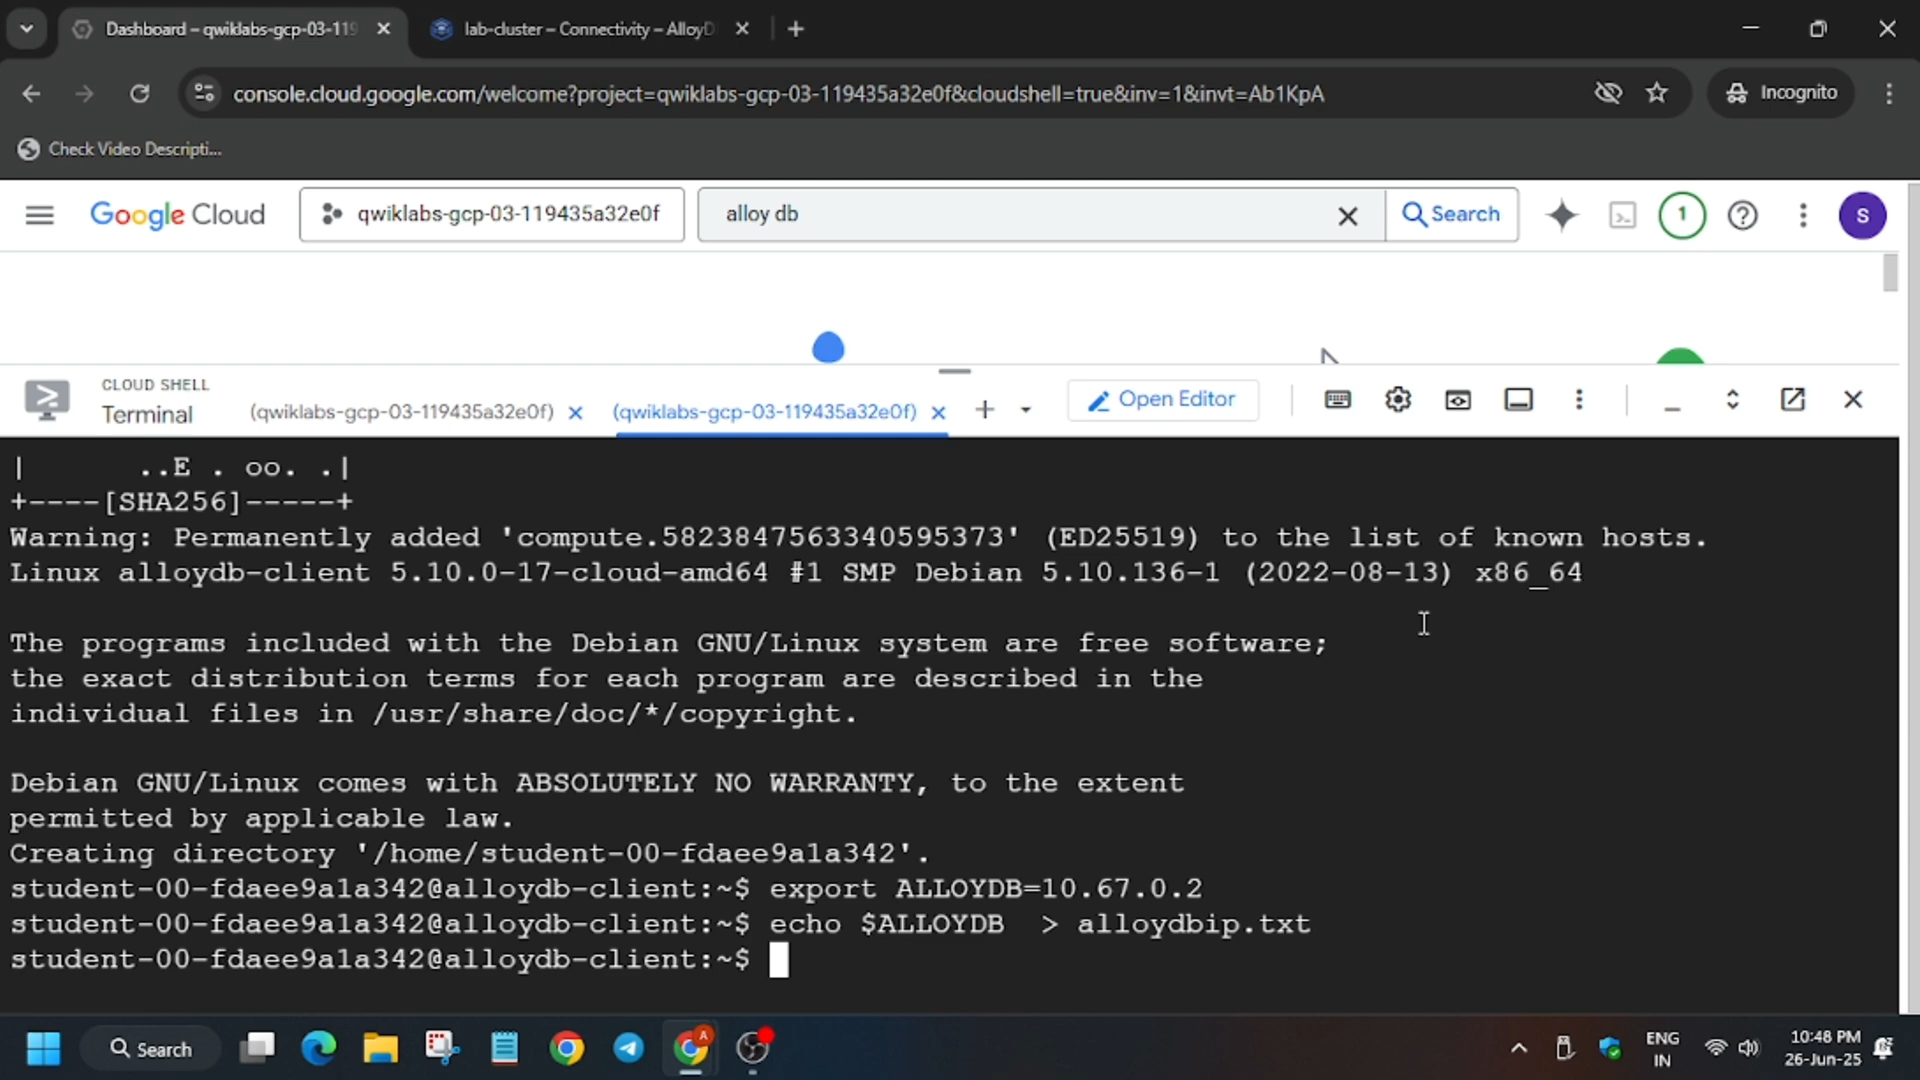 Dashboard – qwiklabs-gcp-03-119
lab-cluster – Connectivity – AlloyD
console.cloud.google.com/welcome?project=qwiklabs-gcp-03-119435a32e0f&cloudshell=true&inv=1&invt=Ab1KpA
Incognito
Check Video Descripti...
Google Cloud
qwiklabs-gcp-03-119435a32e0f
alloy db
Search
1
S
CLOUD SHELL
Terminal
(qwiklabs-gcp-03-119435a32e0f)
(qwiklabs-gcp-03-119435a32e0f)
Open Editor
|       ..E . oo. .|
+----[SHA256]-----+
Warning: Permanently added 'compute.5823847563340595373' (ED25519) to the list of known hosts.
Linux alloydb-client 5.10.0-17-cloud-amd64 #1 SMP Debian 5.10.136-1 (2022-08-13) x86_64
The programs included with the Debian GNU/Linux system are free software;
the exact distribution terms for each program are described in the
individual files in /usr/share/doc/*/copyright.
Debian GNU/Linux comes with ABSOLUTELY NO WARRANTY, to the extent
permitted by applicable law.
Creating directory '/home/student-00-fdaee9a1a342'.
student-00-fdaee9a1a342@alloydb-client:~$ export ALLOYDB=10.67.0.2
student-00-fdaee9a1a342@alloydb-client:~$ echo $ALLOYDB  > alloydbip.txt
student-00-fdaee9a1a342@alloydb-client:~$
Search
A
ENG
IN
10:48 PM
26-Jun-25